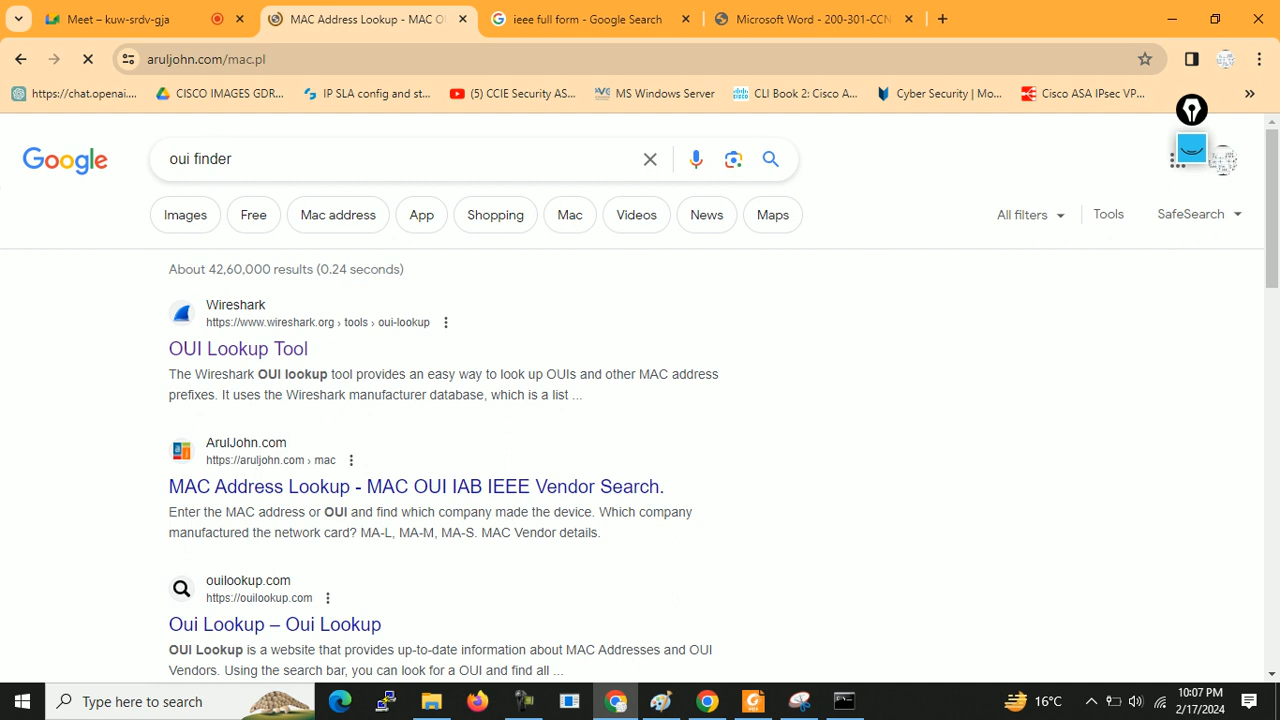 Meet – kuw-srdv-gja
MAC Address Lookup - MAC O
ieee full form - Google Search
Microsoft Word - 200-301-CCN
aruljohn.com/mac.pl
https://chat.openai....
CISCO IMAGES GDR...
IP SLA config and st...
(5) CCIE Security AS...
MS Windows Server
CLI Book 2: Cisco A...
Cyber Security | Mo...
Cisco ASA IPsec VP...
Google
oui finder
Images
Free
Mac address
App
Shopping
Mac
Videos
News
Maps
All filters
Tools
SafeSearch
About 42,60,000 results (0.24 seconds)
Wireshark
https://www.wireshark.org › tools › oui-lookup
OUI Lookup Tool
The Wireshark OUI lookup tool provides an easy way to look up OUIs and other MAC address
prefixes. It uses the Wireshark manufacturer database, which is a list ...
ArulJohn.com
https://aruljohn.com › mac
MAC Address Lookup - MAC OUI IAB IEEE Vendor Search.
Enter the MAC address or OUI and find which company made the device. Which company
manufactured the network card? MA-L, MA-M, MA-S. MAC Vendor details.
ouilookup.com
https://ouilookup.com
Oui Lookup – Oui Lookup
OUI Lookup is a website that provides up-to-date information about MAC Addresses and OUI
Vendors. Using the search bar, you can look for a OUI and find all ...
Type here to search
16°C
10:07 PM
2/17/2024